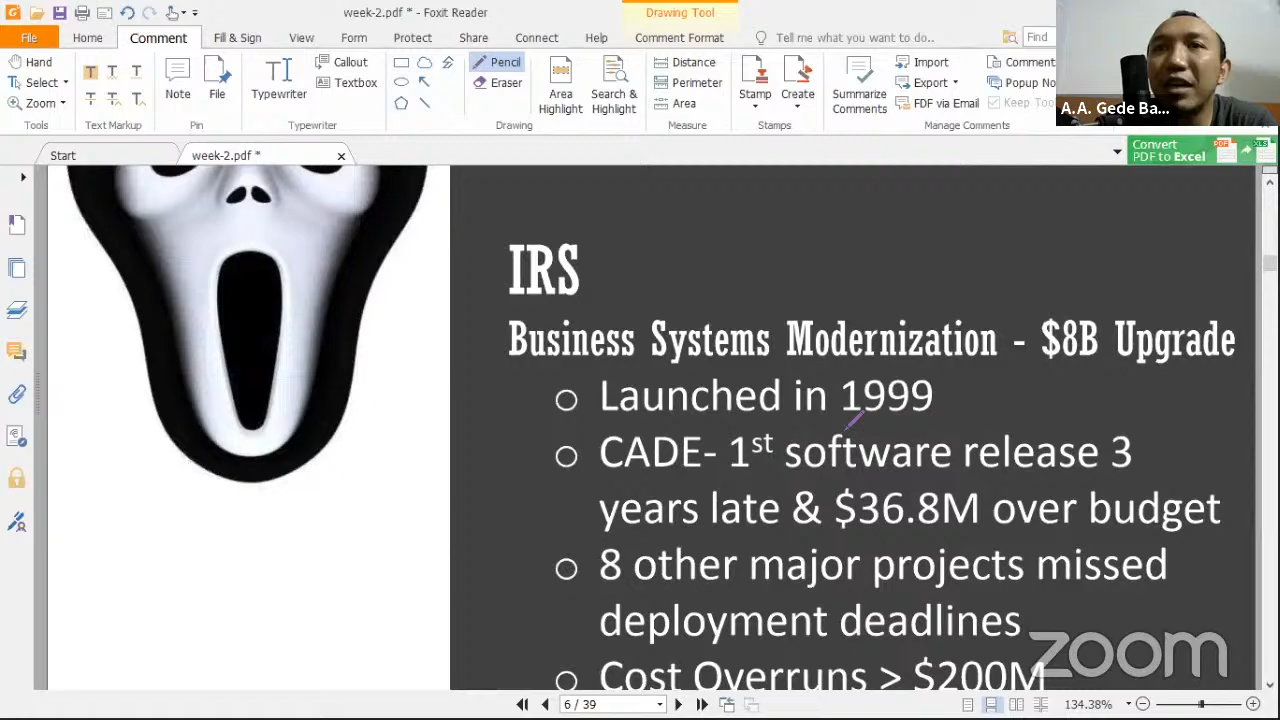 week-2.pdf * - Foxit Reader
Drawing Tool
File Home Comment Fill & Sign View Form Protect Share Connect Help Comment Format Tell me what you want to do.. Find
Hand
Select
Zoom
Tools
T T T
T T T
Text Markup
Note
File
Pin
Typewriter
Callout
Textbox
Typewriter
Pencil
Eraser
Area Highlight
Search & Highlight
Drawing
Distance
Perimeter
Area
Measure
Stamp
Create
Stamps
Summarize Comments
Import
Export
FDF via Email
Comment
Popup No
Keep Too
Manage Comments
A.A. Gede Ba...
Start
week-2.pdf *
Convert
PDF to Excel
IRS
Business Systems Modernization - $8B Upgrade
o Launched in 1999
o CADE- 1st software release 3
years late & $36.8M over budget
o 8 other major projects missed
deployment deadlines
o Cost Overruns > $200M
zoom
6 / 39
134.38%